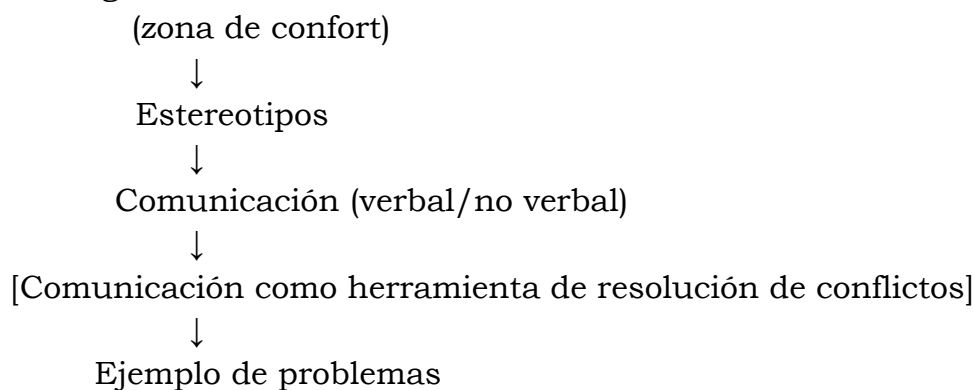 (zona de confort)
↓
Estereotipos
↓
Comunicación (verbal/no verbal)
↓
[Comunicación como herramienta de resolución de conflictos]
↓
Ejemplo de problemas